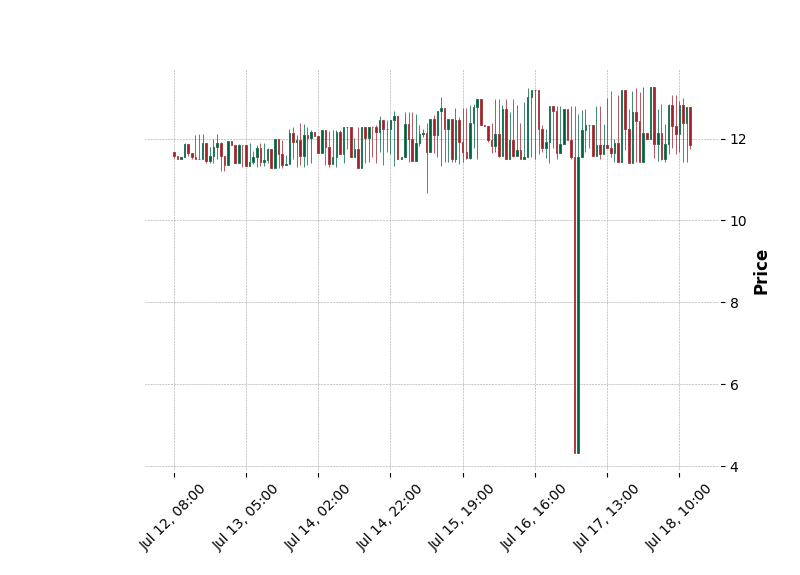 12
10
8
6
4
Price
Jul 12, 08:00
Jul 13, 05:00
Jul 14, 02:00
Jul 14, 22:00
Jul 15, 19:00
Jul 16, 16:00
Jul 17, 13:00
Jul 18, 10:00